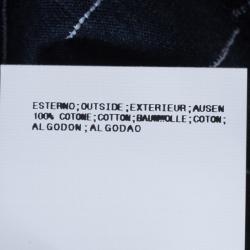 ESTERNO;OUTSIDE;EXTERIEUR;AUSEN
100% COTONE;COTTON;BAUMWOLLE;COTON;
ALGODON;ALGODAO